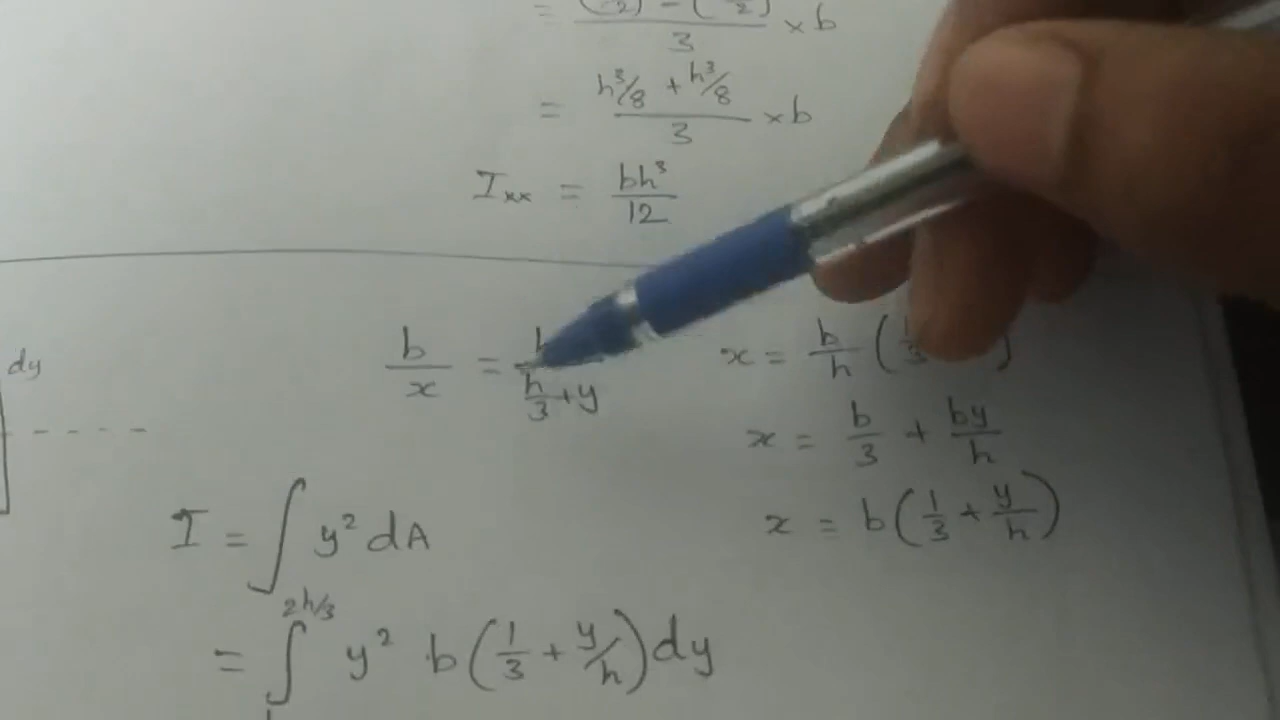 = / 3 × b
= h³/8 + h³/8 / 3 × b
Ixx = bh³/12
dy
b/x = h/(h/3 + y)
x = b/h (
x = b/3 + by/h
x = b(1/3 + y/h)
I = ∫ y² dA
= ∫ 2h/3 y² b(1/3 + y/h) dy